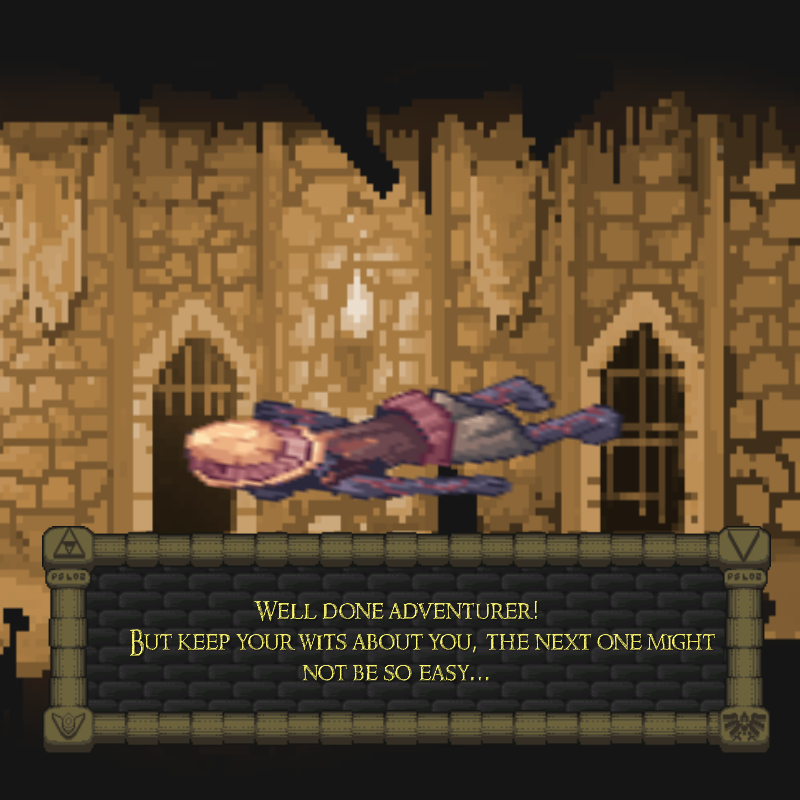 Well done adventurer!
But keep your wits about you, the next one might
not be so easy...